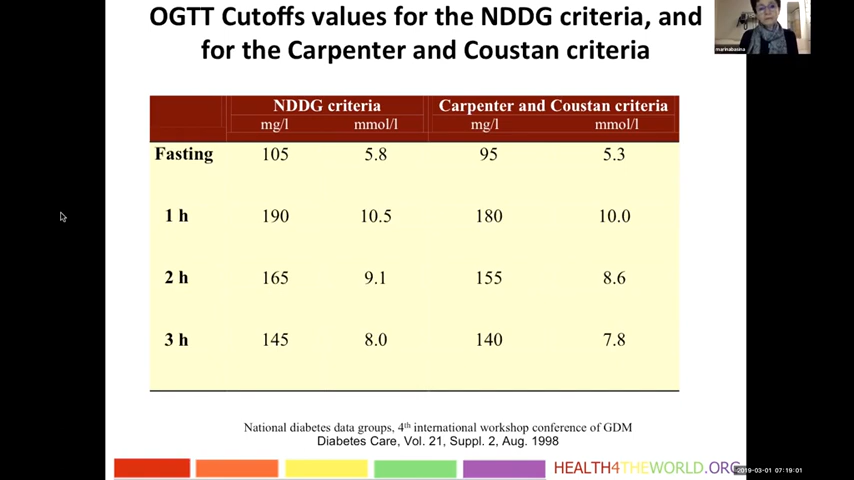 OGTT Cutoffs values for the NDDG criteria, and
for the Carpenter and Coustan criteria
marinabasina
NDDG criteria Carpenter and Coustan criteria
mg/l mmol/l mg/l mmol/l
Fasting 105 5.8 95 5.3
1 h 190 10.5 180 10.0
2 h 165 9.1 155 8.6
3 h 145 8.0 140 7.8
National diabetes data groups, 4th international workshop conference of GDM
Diabetes Care, Vol. 21, Suppl. 2, Aug. 1998
HEALTH4THEWORLD.ORG
2019-03-01 07:19:01